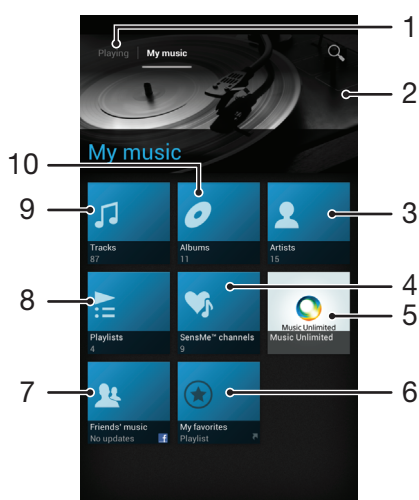 1
Playing My music
2
My music
10
9
3
Tracks
87
Albums
11
Artists
15
8
4
5
Playlists
4
SensMe™ channels
9
Music Unlimited
Music Unlimited
7
6
Friends' music
No updates f
My favorites
Playlist